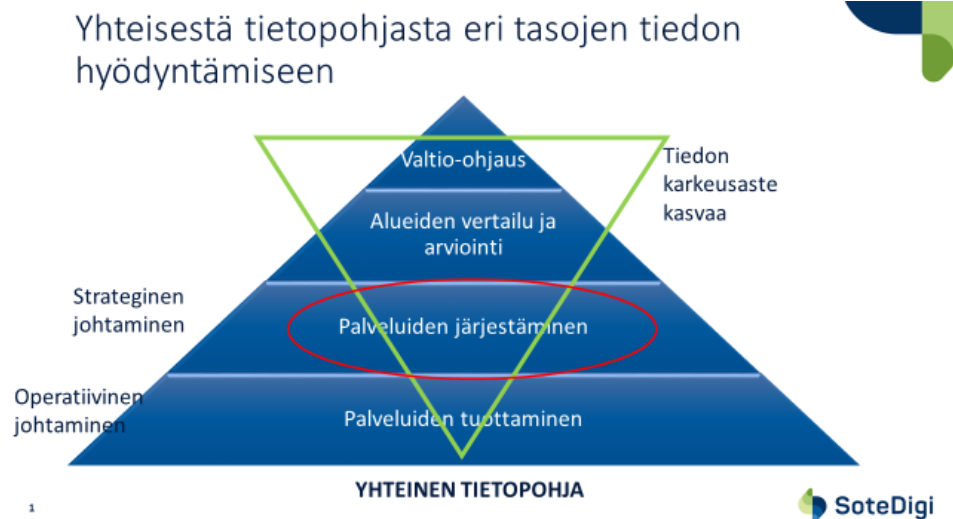 Yhteisestä tietopohjasta eri tasojen tiedon
hyödyntämiseen
Valtio-ohjaus
Tiedon
karkeusaste
kasvaa
Alueiden vertailu ja
arviointi
Strateginen
johtaminen
Palveluiden järjestäminen
Operatiivinen
johtaminen
Palveluiden tuottaminen
YHTEINEN TIETOPOHJA
1
SoteDigi